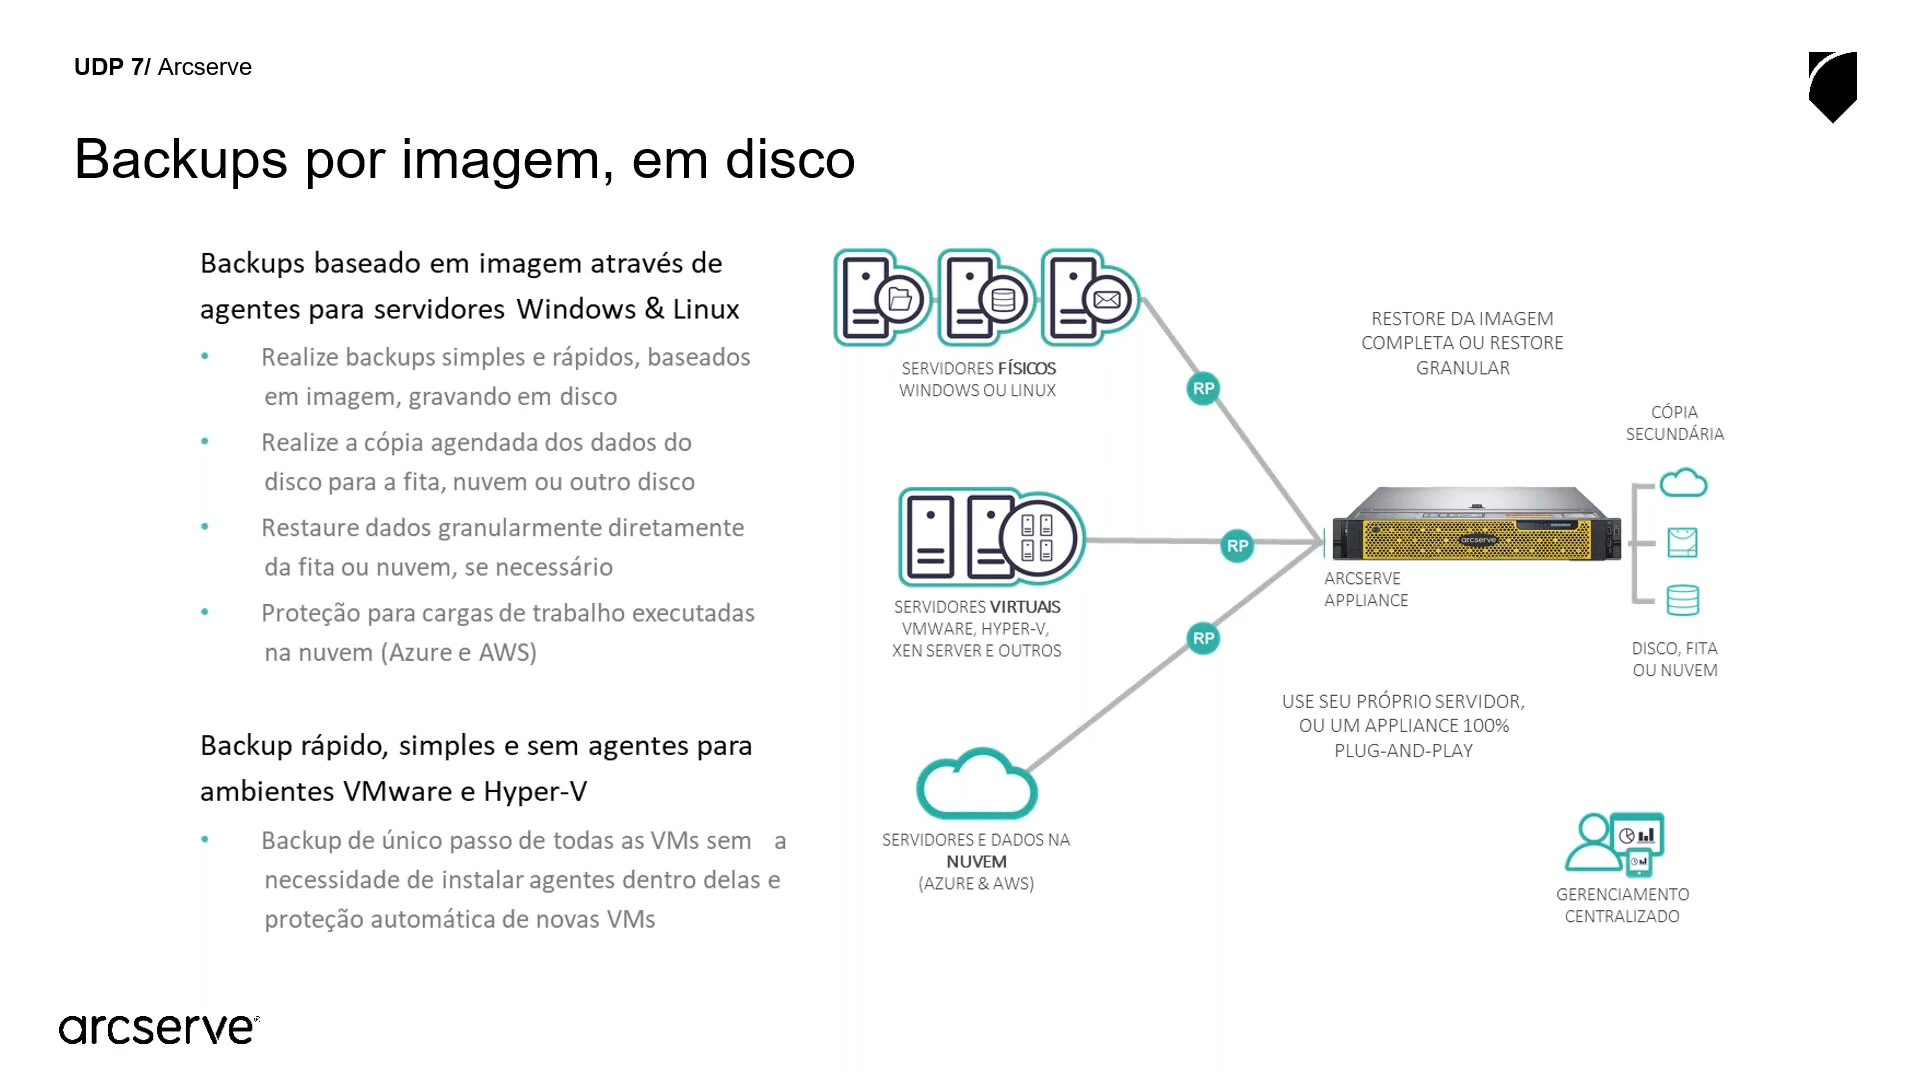 UDP 7/ Arcserve
Backups por imagem, em disco
Backups baseado em imagem através de
agentes para servidores Windows & Linux
• Realize backups simples e rápidos, baseados
em imagem, gravando em disco
• Realize a cópia agendada dos dados do
disco para a fita, nuvem ou outro disco
• Restaure dados granularmente diretamente
da fita ou nuvem, se necessário
• Proteção para cargas de trabalho executadas
na nuvem (Azure e AWS)
Backup rápido, simples e sem agentes para
ambientes VMware e Hyper-V
• Backup de único passo de todas as VMs sem a
necessidade de instalar agentes dentro delas e
proteção automática de novas VMs
SERVIDORES FÍSICOS
WINDOWS OU LINUX
RP
SERVIDORES VIRTUAIS
VMWARE, HYPER-V,
XEN SERVER E OUTROS
RP
SERVIDORES E DADOS NA
NUVEM
(AZURE & AWS)
RP
RESTORE DA IMAGEM
COMPLETA OU RESTORE
GRANULAR
arcserve
ARCSERVE
APPLIANCE
CÓPIA
SECUNDÁRIA
DISCO, FITA
OU NUVEM
USE SEU PRÓPRIO SERVIDOR,
OU UM APPLIANCE 100%
PLUG-AND-PLAY
GERENCIAMENTO
CENTRALIZADO
arcserve